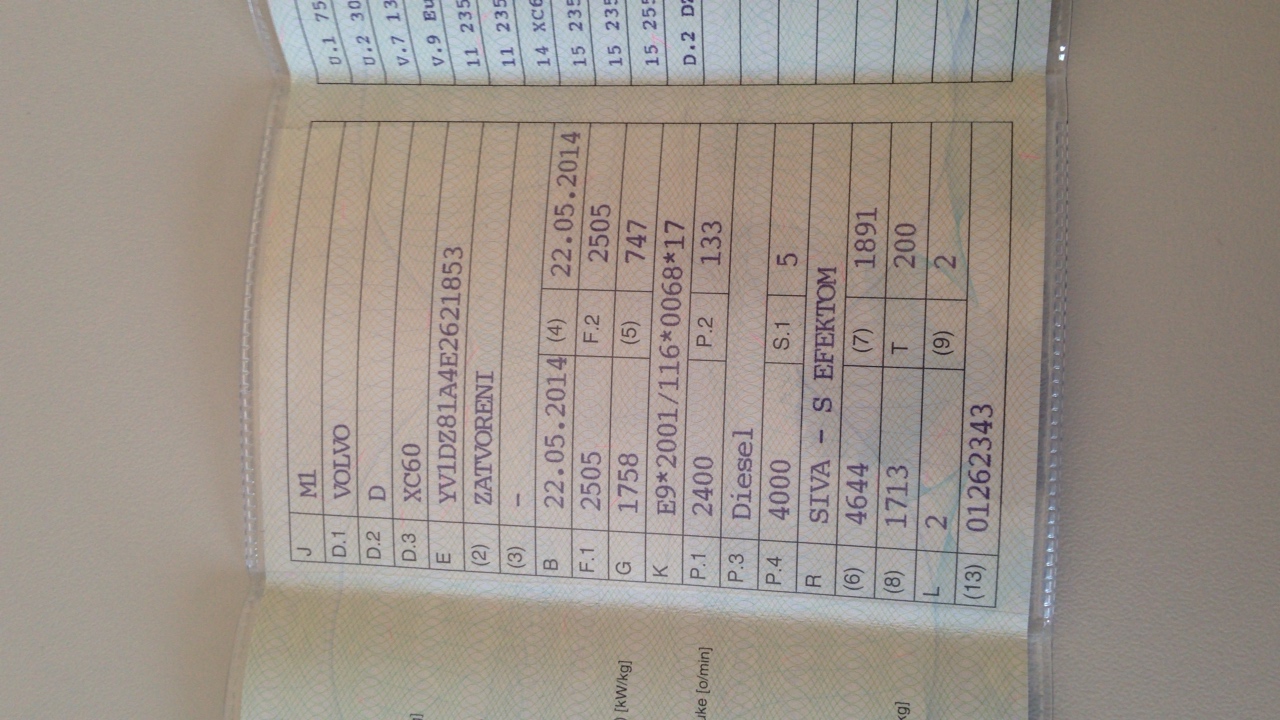 J M1
D.1 VOLVO
D.2 D
D.3 XC60
E YV1DZ81A4E2621853
(2) ZATVORENI
(3) –
B 22.05.2014 (4) 22.05.2014
F.1 2505 F.2 2505
G 1758 (5) 747
K E9*2001/116*0068*17
P.1 2400 P.2 133
P.3 Diesel
P.4 4000 S.1 5
R SIVA - S EFEKTOM
(6) 4644 (7) 1891
(8) 1713 T 200
L 2 (9) 2
(13) 01262343
[kW/kg]
[o/min]
U.1 75
U.2 30
V.7 13
V.9 Eu
11 235
11 235
14 XC6
15 235
15 235
15 255
D.2